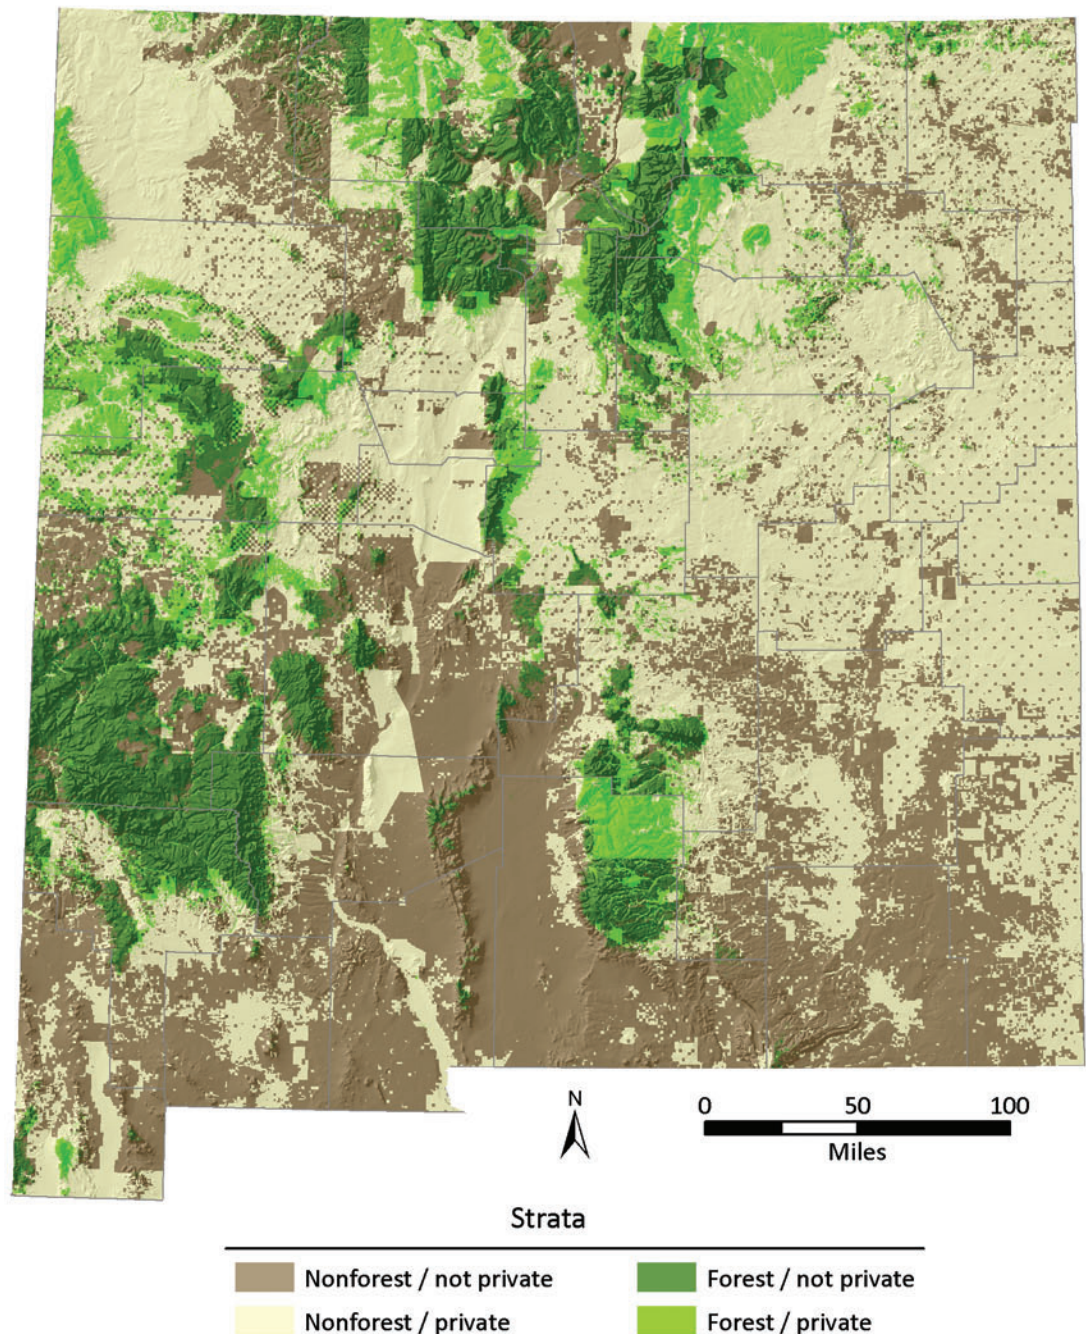 N
0 50 100
Miles
Strata
Nonforest / not private
Forest / not private
Nonforest / private
Forest / private